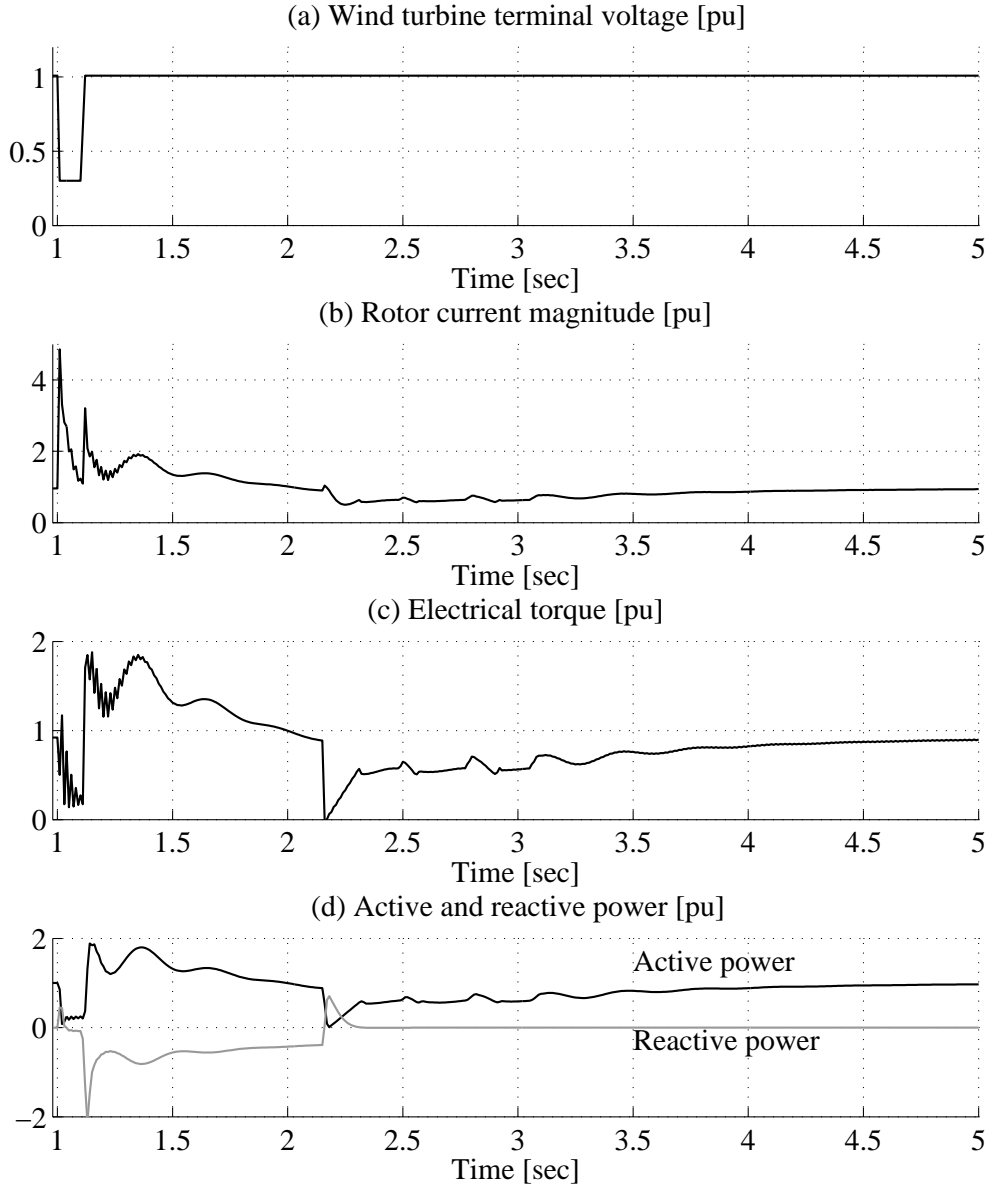 (a) Wind turbine terminal voltage [pu]
1
0.5
0
1 1.5 2 2.5 3 3.5 4 4.5 5
Time [sec]
(b) Rotor current magnitude [pu]
4
2
0
1 1.5 2 2.5 3 3.5 4 4.5 5
Time [sec]
(c) Electrical torque [pu]
2
1
0
1 1.5 2 2.5 3 3.5 4 4.5 5
Time [sec]
(d) Active and reactive power [pu]
2
Active power
0
Reactive power
−2
1 1.5 2 2.5 3 3.5 4 4.5 5
Time [sec]